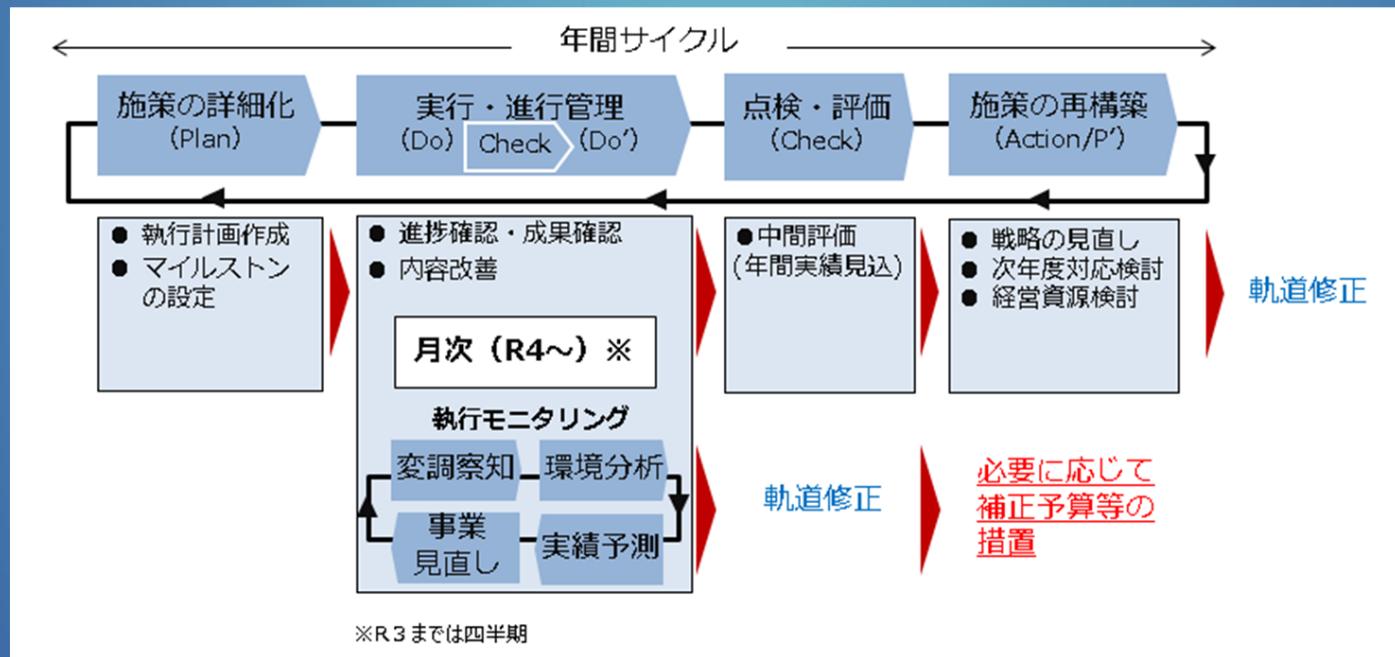 年間サイクル
施策の詳細化
(Plan)
実行・進行管理
(Do) Check (Do′)
点検・評価
(Check)
施策の再構築
(Action/P′)
● 執行計画作成
● マイルストン
の設定
● 進捗確認・成果確認
● 内容改善
月次（R4～）※
執行モニタリング
変調察知
環境分析
事業
見直し
実績予測
●中間評価
(年間実績見込)
● 戦略の見直し
● 次年度対応検討
● 経営資源検討
軌道修正
軌道修正
必要に応じて
補正予算等の
措置
※R３までは四半期